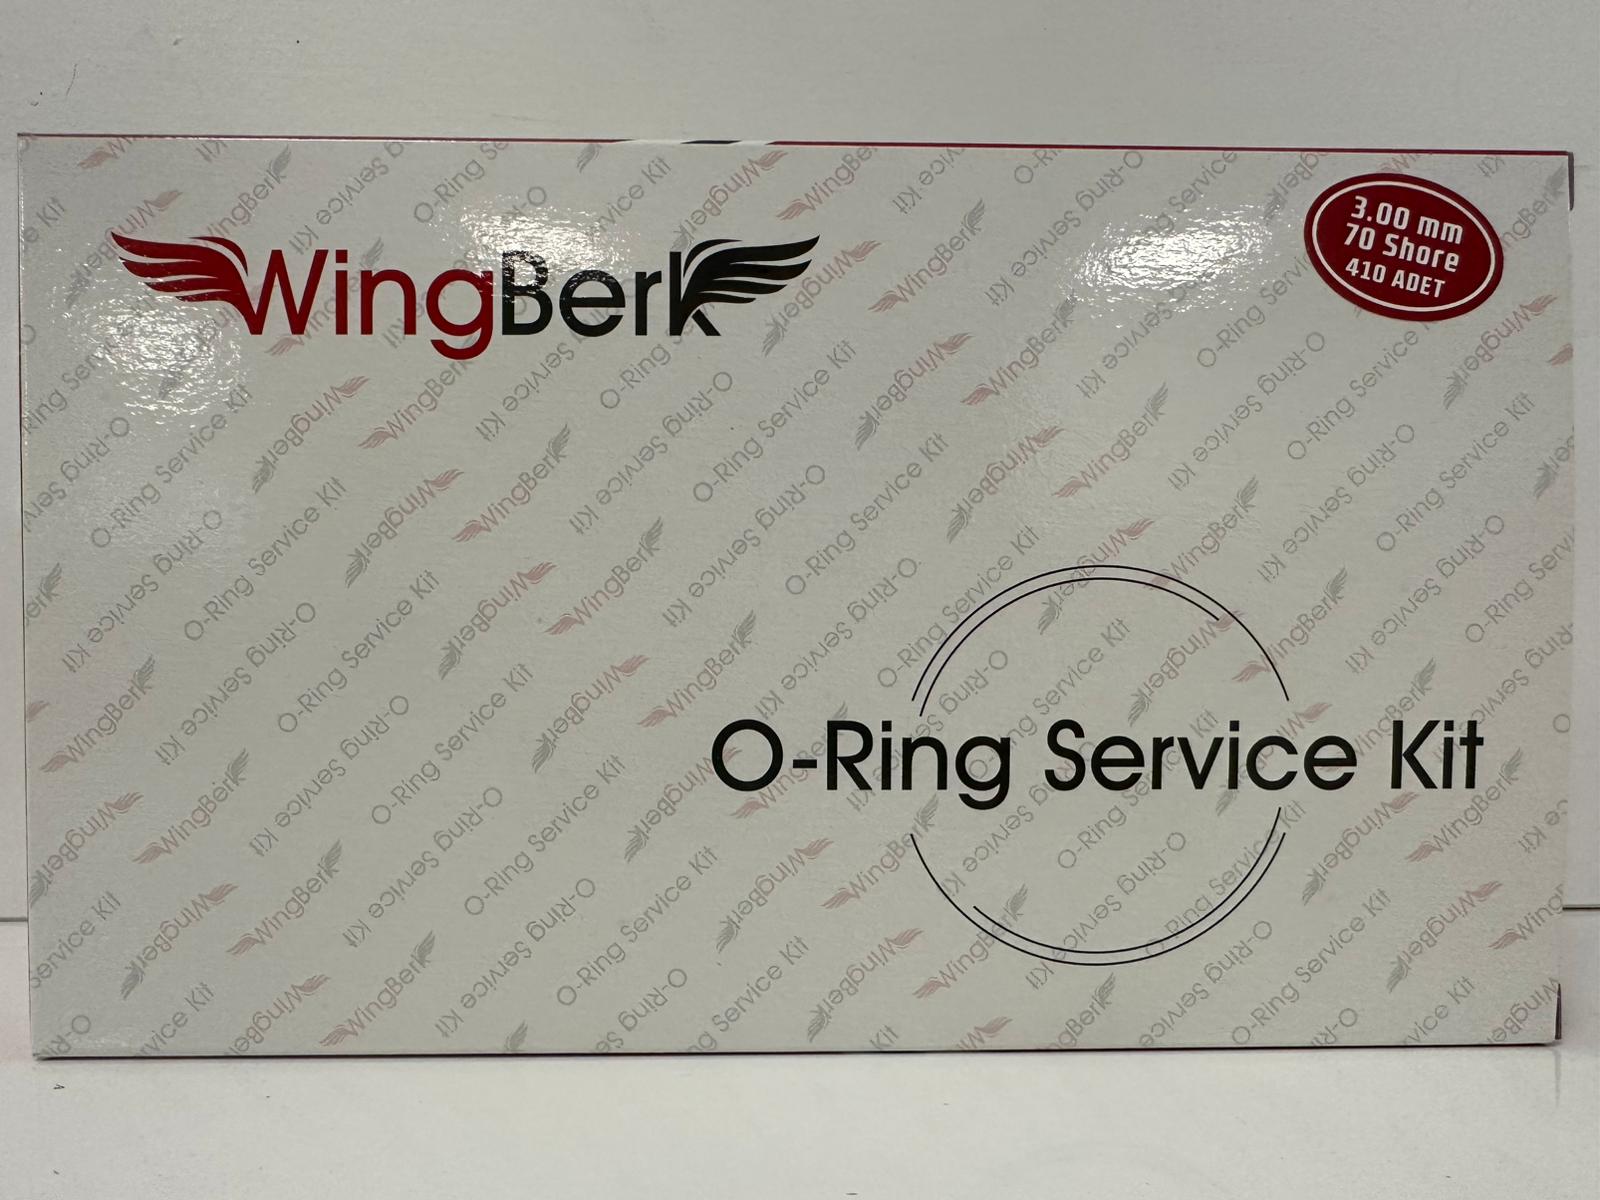 WingBerk
3.00 mm
70 Shore
410 ADET
O-Ring Service Kit